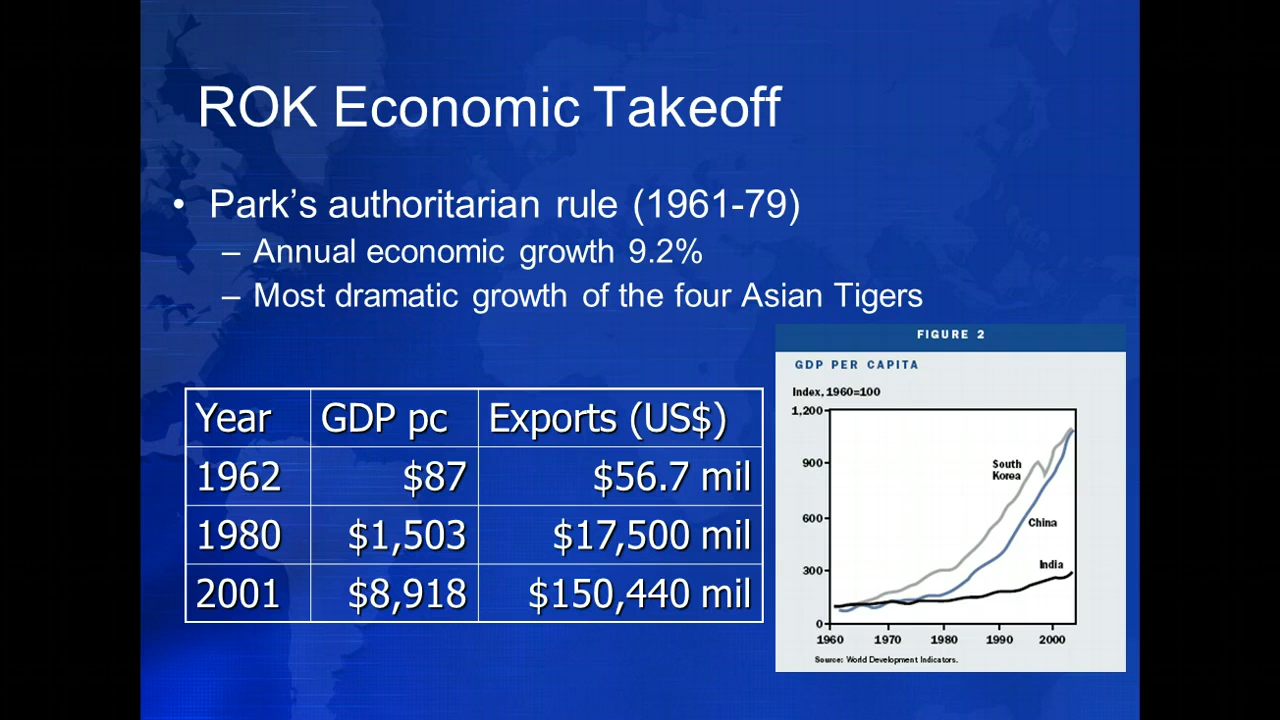 ROK Economic Takeoff
• Park’s authoritarian rule (1961-79)
– Annual economic growth 9.2%
– Most dramatic growth of the four Asian Tigers
Year GDP pc Exports (US$)
1962 $87 $56.7 mil
1980 $1,503 $17,500 mil
2001 $8,918 $150,440 mil
FIGURE 2
GDP PER CAPITA
Index, 1960=100
1,200
900
600
300
0
South
Korea
China
India
1960 1970 1980 1990 2000
Source: World Development Indicators.